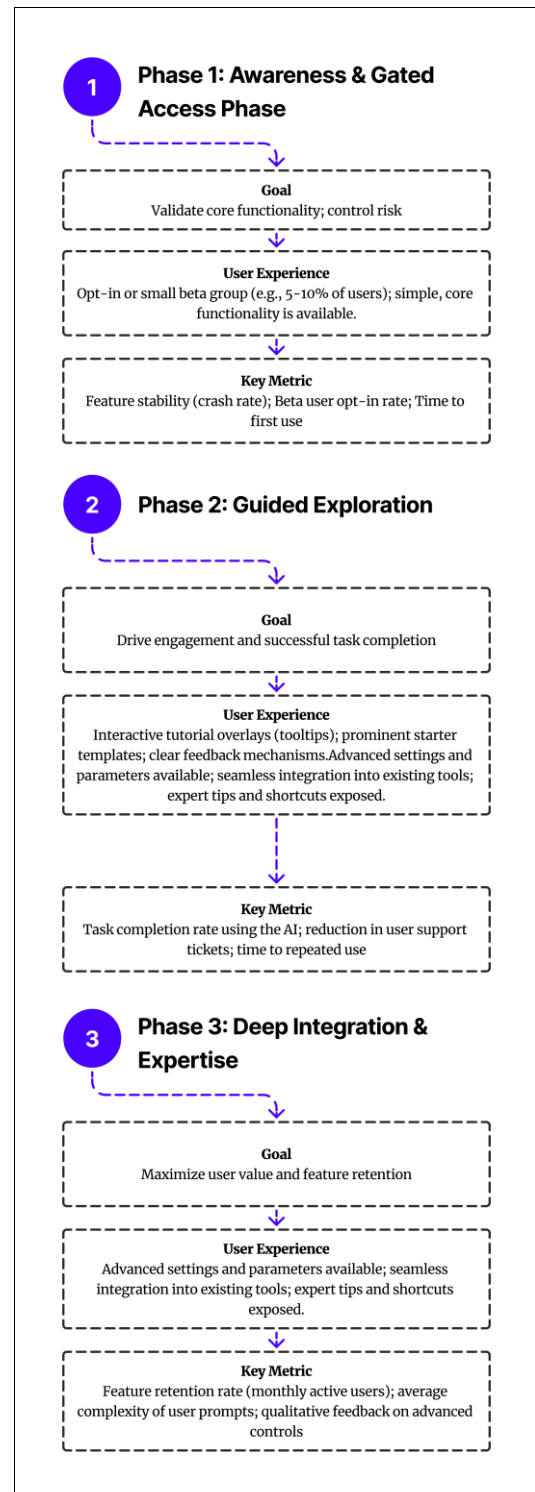 1
Phase 1: Awareness & Gated
Access Phase
Goal
Validate core functionality; control risk
User Experience
Opt-in or small beta group (e.g., 5-10% of users); simple, core
functionality is available.
Key Metric
Feature stability (crash rate); Beta user opt-in rate; Time to
first use
2
Phase 2: Guided Exploration
Goal
Drive engagement and successful task completion
User Experience
Interactive tutorial overlays (tooltips); prominent starter
templates; clear feedback mechanisms.Advanced settings and
parameters available; seamless integration into existing tools;
expert tips and shortcuts exposed.
Key Metric
Task completion rate using the AI; reduction in user support
tickets; time to repeated use
3
Phase 3: Deep Integration &
Expertise
Goal
Maximize user value and feature retention
User Experience
Advanced settings and parameters available; seamless
integration into existing tools; expert tips and shortcuts
exposed.
Key Metric
Feature retention rate (monthly active users); average
complexity of user prompts; qualitative feedback on advanced
controls